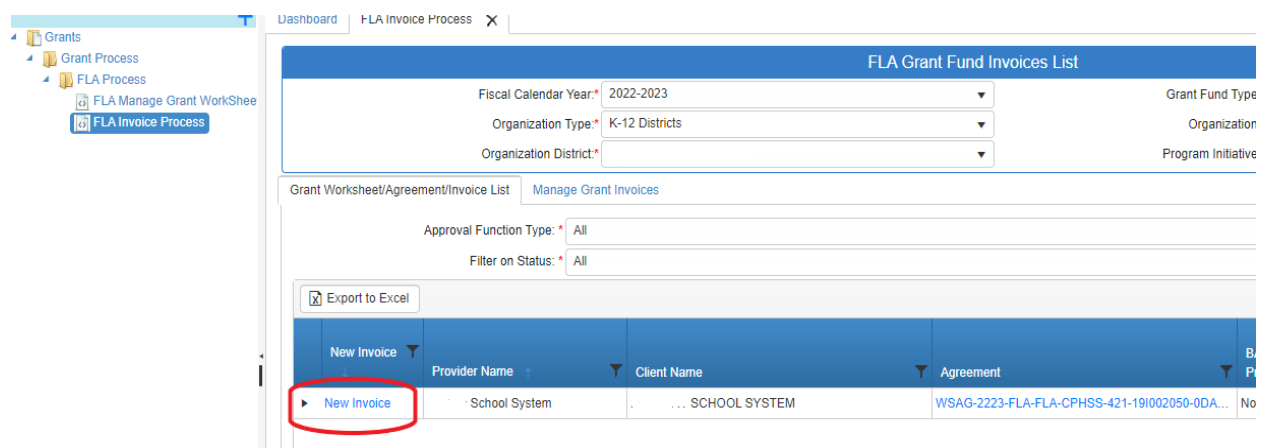 Dashboard FLA Invoice Process X
Grants
Grant Process
FLA Process
FLA Manage Grant WorkShee
FLA Invoice Process
FLA Grant Fund Invoices List
Fiscal Calendar Year:* 2022-2023 Grant Fund Type
Organization Type:* K-12 Districts Organization
Organization District:* Program Initiative
Grant Worksheet/Agreement/Invoice List Manage Grant Invoices
Approval Function Type: * All
Filter on Status: * All
Export to Excel
New Invoice Provider Name Client Name Agreement
New Invoice School System . ... SCHOOL SYSTEM WSAG-2223-FLA-FLA-CPHSS-421-19I002050-0DA... No